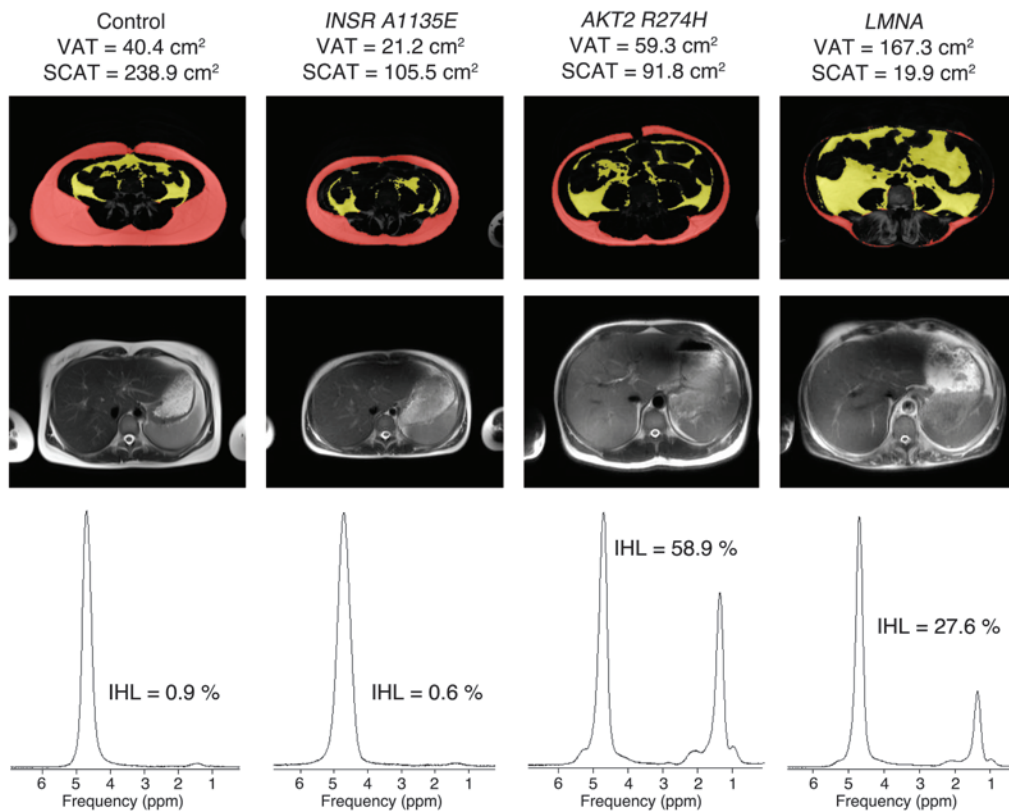 Control
VAT = 40.4 cm²
SCAT = 238.9 cm²
INSR A1135E
VAT = 21.2 cm²
SCAT = 105.5 cm²
AKT2 R274H
VAT = 59.3 cm²
SCAT = 91.8 cm²
LMNA
VAT = 167.3 cm²
SCAT = 19.9 cm²
IHL = 0.9 %
6 5 4 3 2 1
Frequency (ppm)
IHL = 0.6 %
6 5 4 3 2 1
Frequency (ppm)
IHL = 58.9 %
6 5 4 3 2 1
Frequency (ppm)
IHL = 27.6 %
6 5 4 3 2 1
Frequency (ppm)